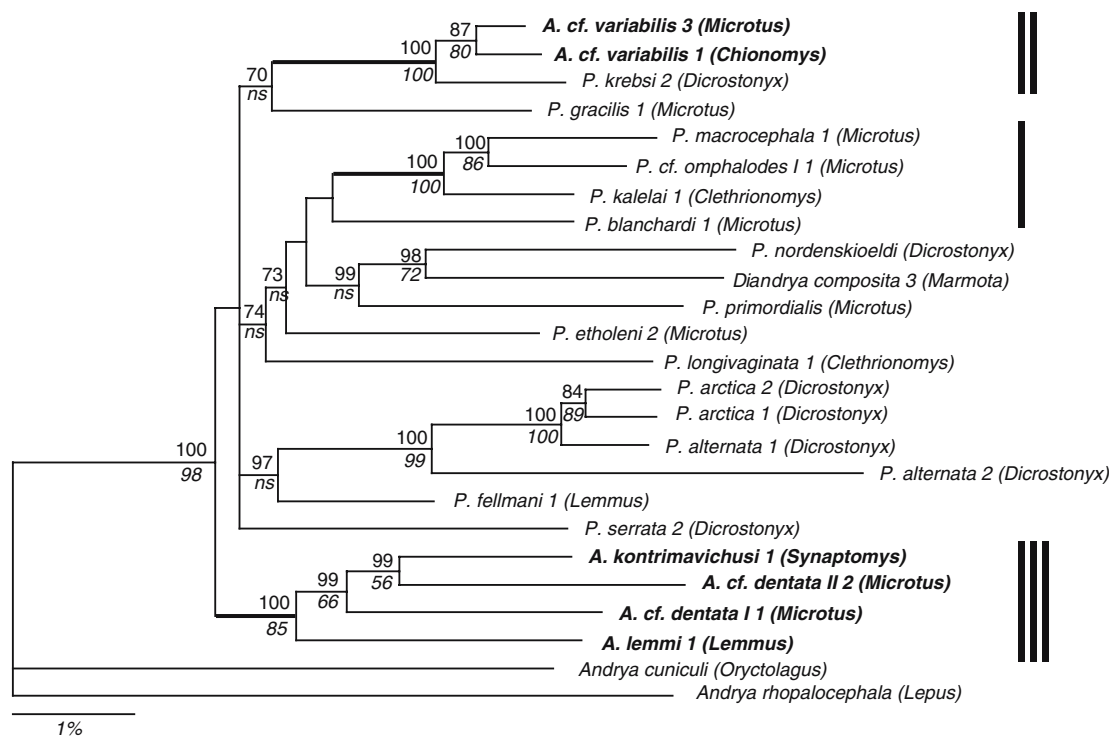 87
A. cf. variabilis 3 (Microtus)
100
80
A. cf. variabilis 1 (Chionomys)
70
100
P. krebsi 2 (Dicrostonyx)
ns
P. gracilis 1 (Microtus)
100
P. macrocephala 1 (Microtus)
100
86
P. cf. omphalodes I 1 (Microtus)
100
P. kalelai 1 (Clethrionomys)
P. blanchardi 1 (Microtus)
98
P. nordenskioeldi (Dicrostonyx)
73
99
72
Diandrya composita 3 (Marmota)
ns
ns
P. primordialis (Microtus)
74
P. etholeni 2 (Microtus)
ns
P. longivaginata 1 (Clethrionomys)
84
P. arctica 2 (Dicrostonyx)
100
89
P. arctica 1 (Dicrostonyx)
100
100
P. alternata 1 (Dicrostonyx)
100
97
99
P. alternata 2 (Dicrostonyx)
98
ns
P. fellmani 1 (Lemmus)
P. serrata 2 (Dicrostonyx)
99
A. kontrimavichusi 1 (Synaptomys)
99
56
A. cf. dentata II 2 (Microtus)
100
66
A. cf. dentata I 1 (Microtus)
85
A. lemmi 1 (Lemmus)
Andrya cuniculi (Oryctolagus)
Andrya rhopalocephala (Lepus)
1%